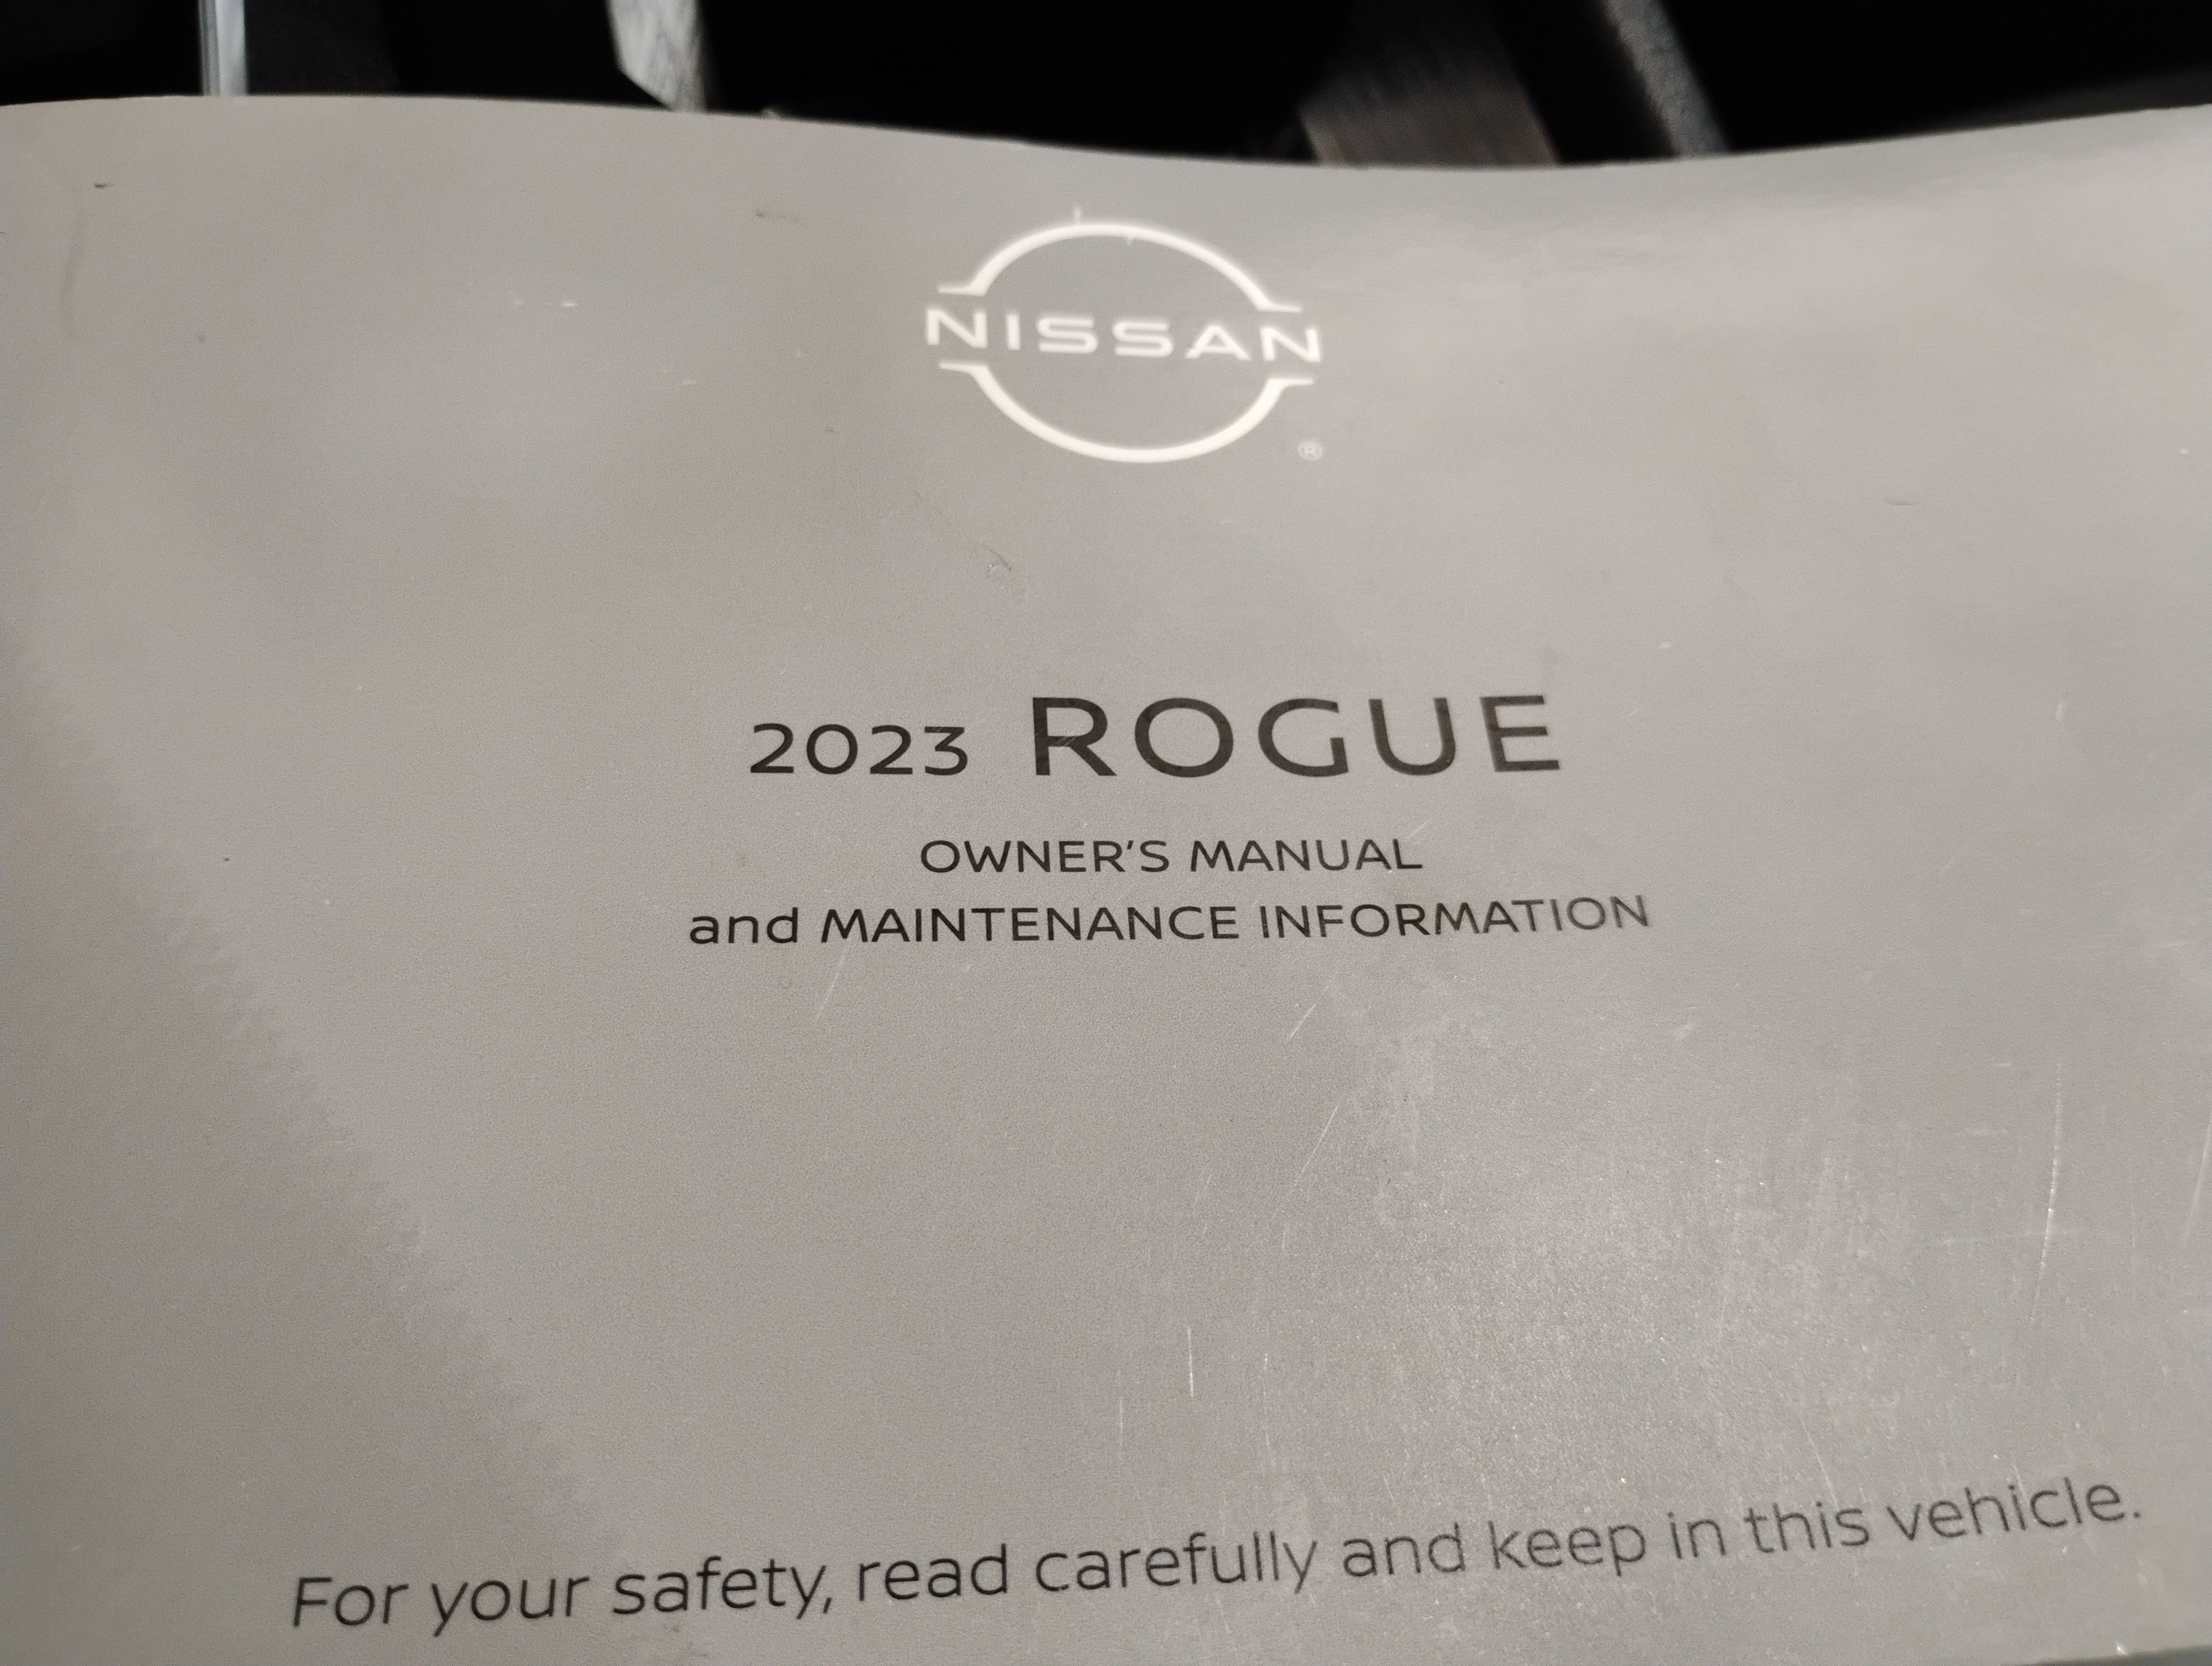 NISSAN
®
2023 ROGUE
OWNER'S MANUAL
and MAINTENANCE INFORMATION
For your safety, read carefully and keep in this vehicle.